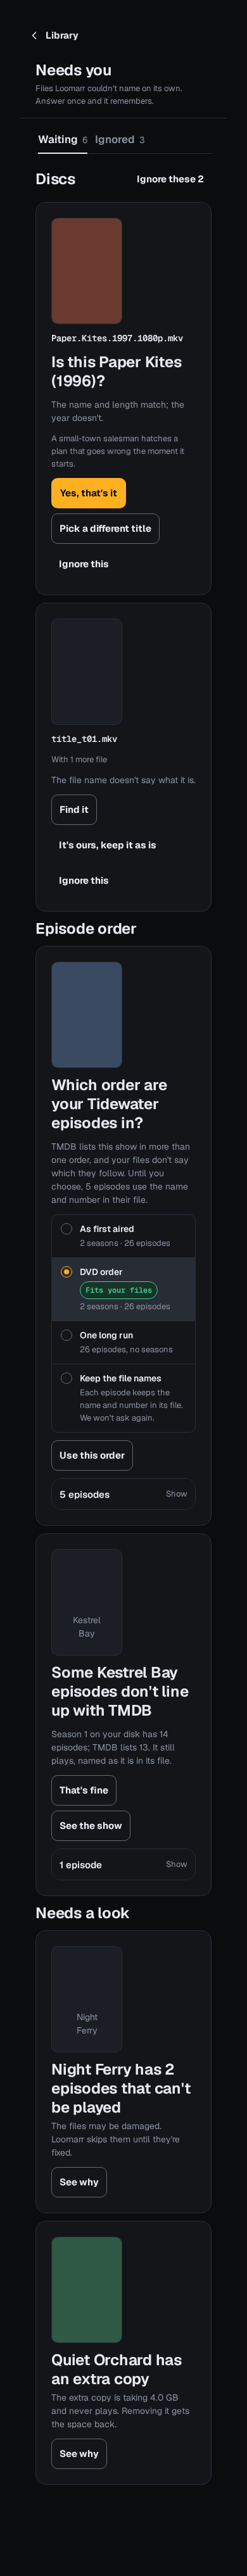 Library
Needs you
Files Loomarr couldn't name on its own.
Answer once and it remembers.
Waiting 6 Ignored 3
Discs Ignore these 2
Paper.Kites.1997.1080p.mkv
Is this Paper Kites
(1996)?
The name and length match; the
year doesn't.
A small-town salesman hatches a
plan that goes wrong the moment it
starts.
Yes, that's it
Pick a different title
Ignore this
title_t01.mkv
With 1 more file
The file name doesn't say what it is.
Find it
It's ours, keep it as is
Ignore this
Episode order
Which order are
your Tidewater
episodes in?
TMDB lists this show in more than
one order, and your files don't say
which they follow. Until you
choose, 5 episodes use the name
and number in their file.
As first aired
2 seasons · 26 episodes
DVD order
Fits your files
2 seasons · 26 episodes
One long run
26 episodes, no seasons
Keep the file names
Each episode keeps the
name and number in its file.
We won't ask again.
Use this order
5 episodes Show
Kestrel
Bay
Some Kestrel Bay
episodes don't line
up with TMDB
Season 1 on your disk has 14
episodes; TMDB lists 13. It still
plays, named as it is in its file.
That's fine
See the show
1 episode Show
Needs a look
Night
Ferry
Night Ferry has 2
episodes that can't
be played
The files may be damaged.
Loomarr skips them until they're
fixed.
See why
Quiet Orchard has
an extra copy
The extra copy is taking 4.0 GB
and never plays. Removing it gets
the space back.
See why